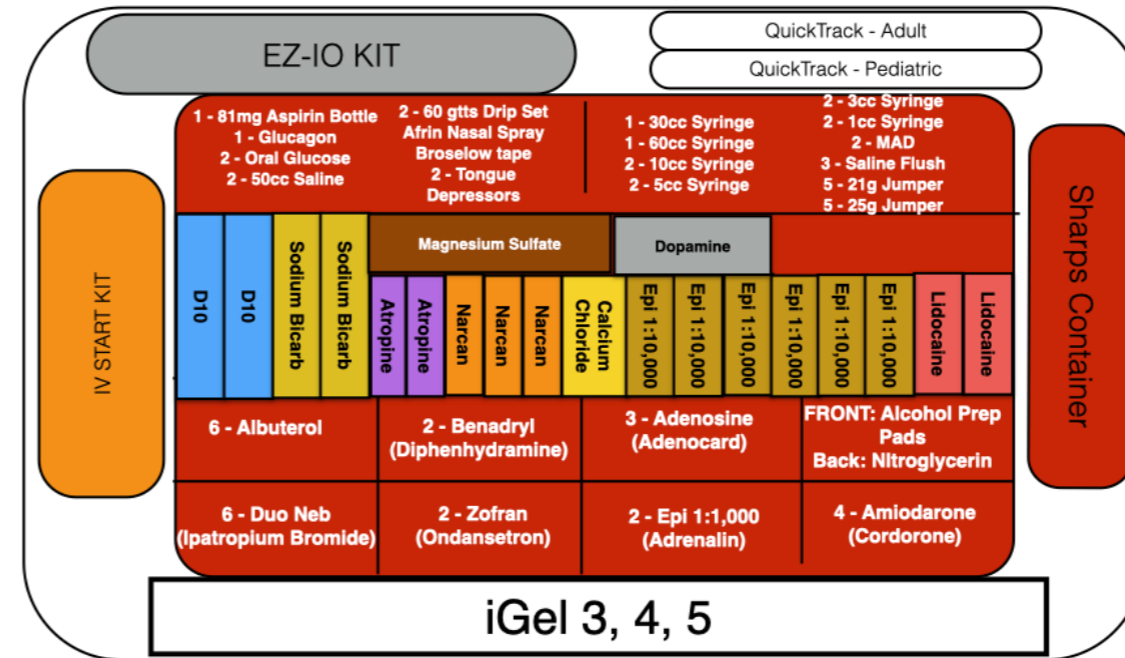 EZ-IO KIT
QuickTrack - Adult
QuickTrack - Pediatric
1 - 81mg Aspirin Bottle
1 - Glucagon
2 - Oral Glucose
2 - 50cc Saline
2 - 60 gtts Drip Set
Afrin Nasal Spray
Broselow tape
2 - Tongue
Depressors
1 - 30cc Syringe
1 - 60cc Syringe
2 - 10cc Syringe
2 - 5cc Syringe
2 - 3cc Syringe
2 - 1cc Syringe
2 - MAD
3 - Saline Flush
5 - 21g Jumper
5 - 25g Jumper
IV START KIT
Sharps Container
D10
D10
Sodium Bicarb
Sodium Bicarb
Magnesium Sulfate
Dopamine
Atropine
Atropine
Narcan
Narcan
Narcan
Calcium
Chloride
Epi 1:10,000
Epi 1:10,000
Epi 1:10,000
Epi 1:10,000
Epi 1:10,000
Epi 1:10,000
Lidocaine
Lidocaine
6 - Albuterol
2 - Benadryl
(Diphenhydramine)
3 - Adenosine
(Adenocard)
FRONT: Alcohol Prep
Pads
Back: NItroglycerin
6 - Duo Neb
(Ipatropium Bromide)
2 - Zofran
(Ondansetron)
2 - Epi 1:1,000
(Adrenalin)
4 - Amiodarone
(Cordorone)
iGel 3, 4, 5